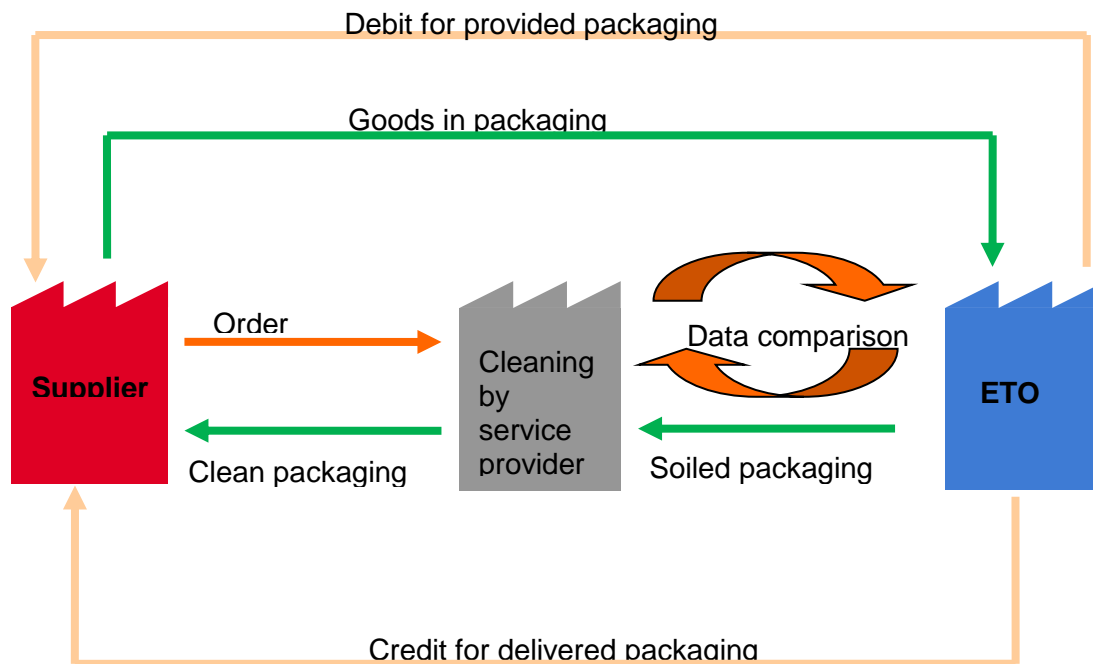 Debit for provided packaging
Goods in packaging
Order
Data comparison
Supplier
Cleaning
by
service
provider
ETO
Clean packaging
Soiled packaging
Credit for delivered packaging